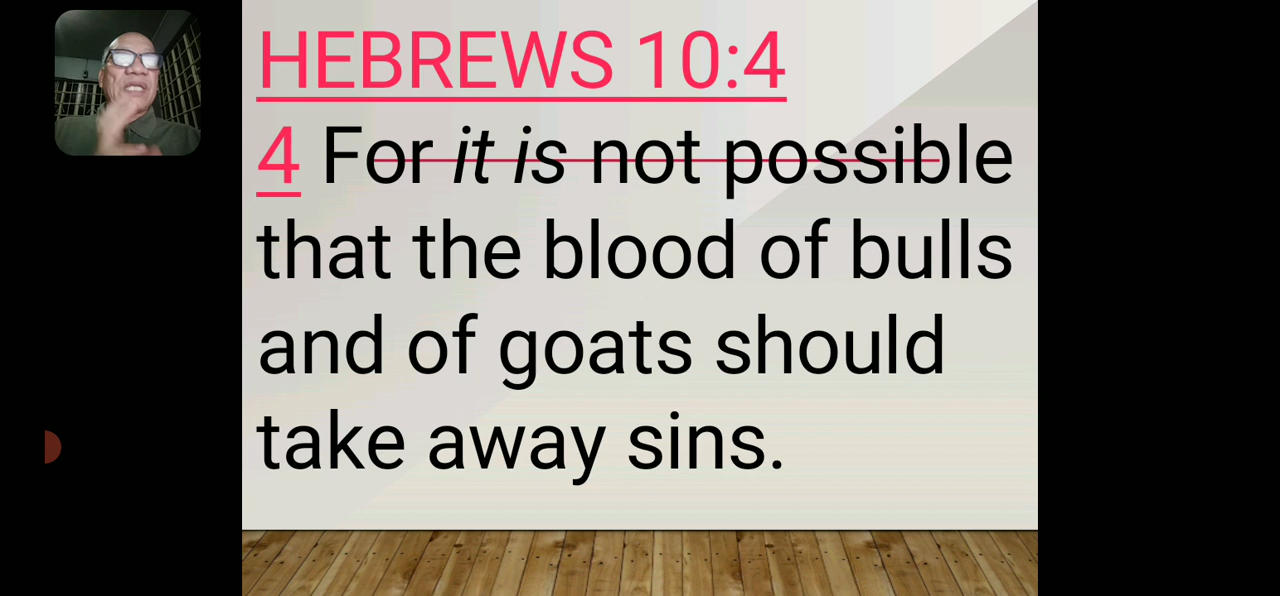 HEBREWS 10:4
4 For it is not possible
that the blood of bulls
and of goats should
take away sins.